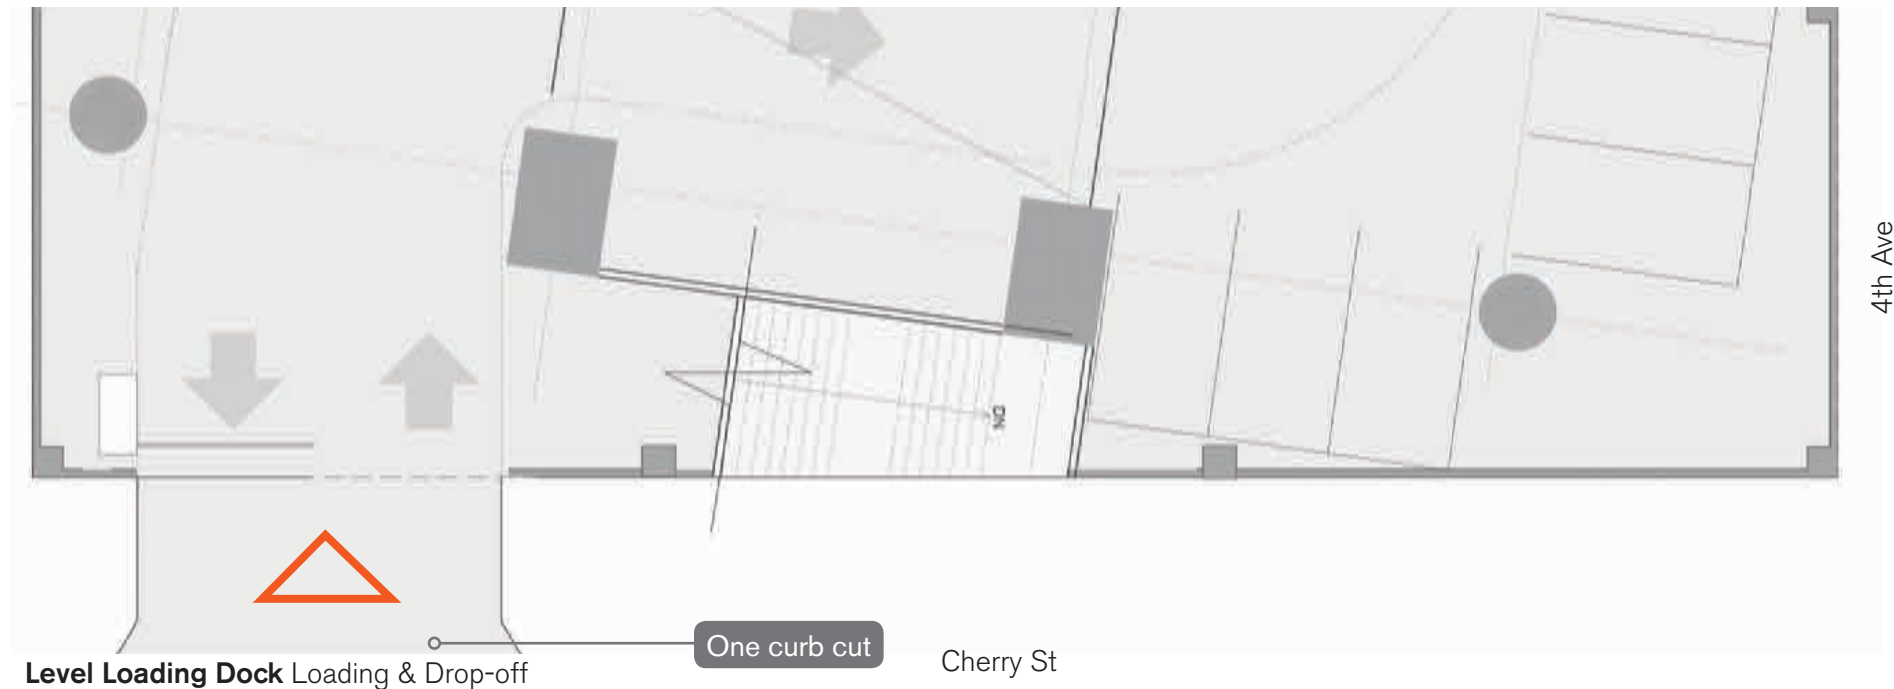 4th Ave
DN
One curb cut
Cherry St
Level Loading Dock Loading & Drop-off